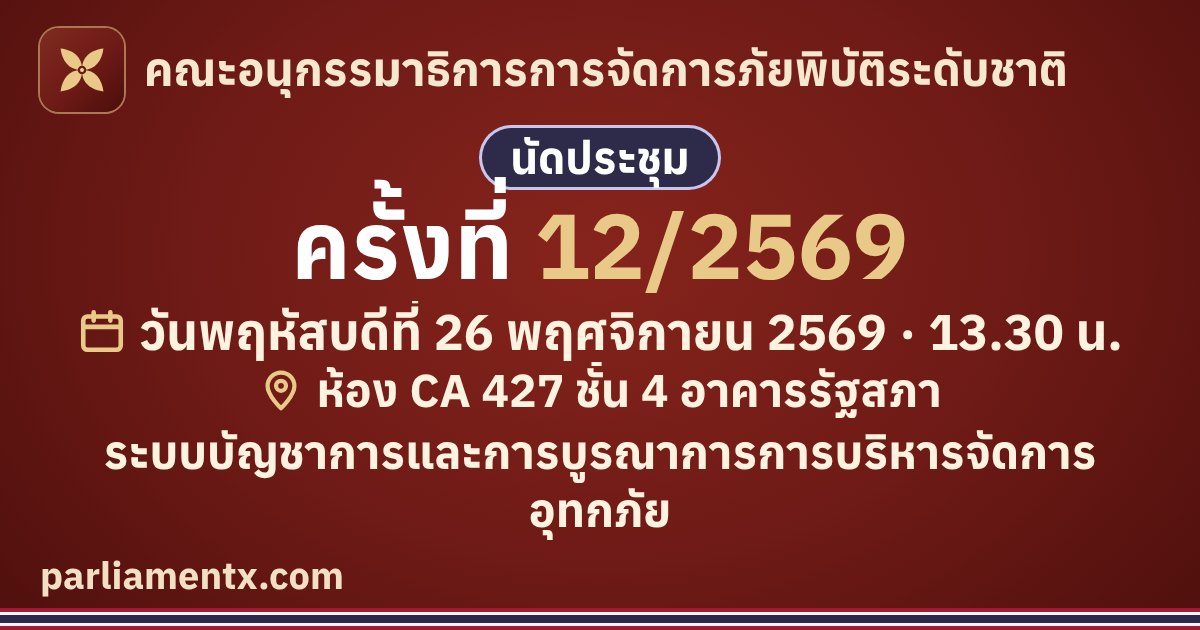 คณะอนุกรรมาธิการการจัดการภัยพิบัติระดับชาติ
นัดประชุม
ครั้งที่ 12/2569
วันพฤหัสบดีที่ 26 พฤศจิกายน 2569 · 13.30 น.
ห้อง CA 427 ชั้น 4 อาคารรัฐสภา
ระบบบัญชาการและการบูรณาการการบริหารจัดการ
อุทกภัย
parliamentx.com